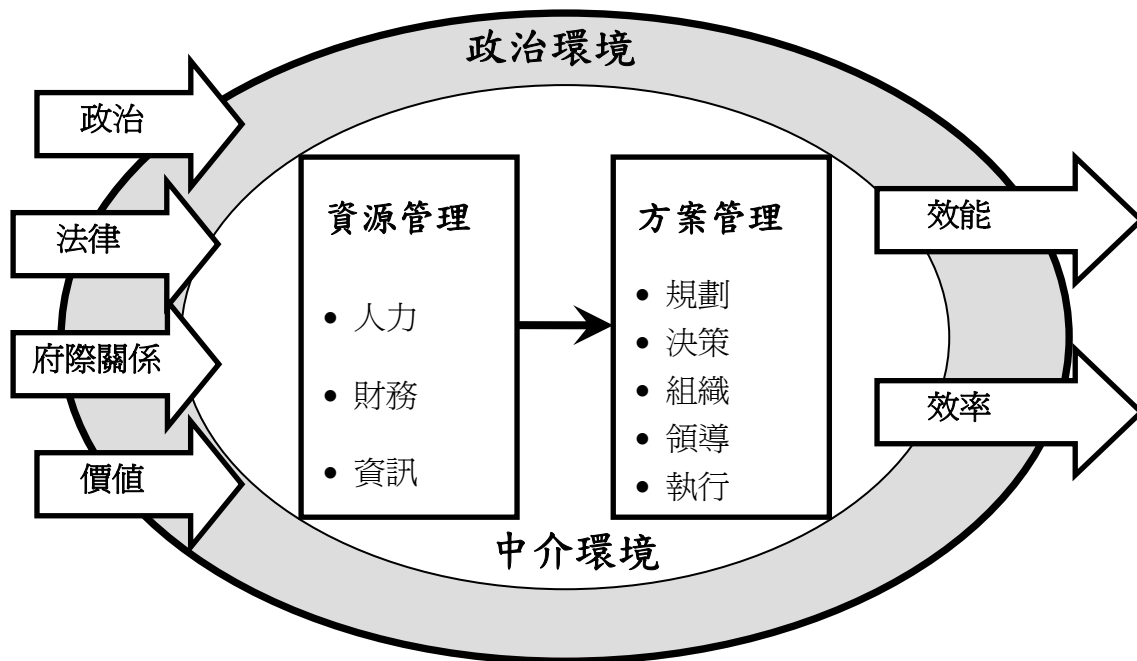 政治環境
政治
法律
府際關係
價值
資源管理
• 人力
• 財務
• 資訊
方案管理
• 規劃
• 決策
• 組織
• 領導
• 執行
效能
效率
中介環境